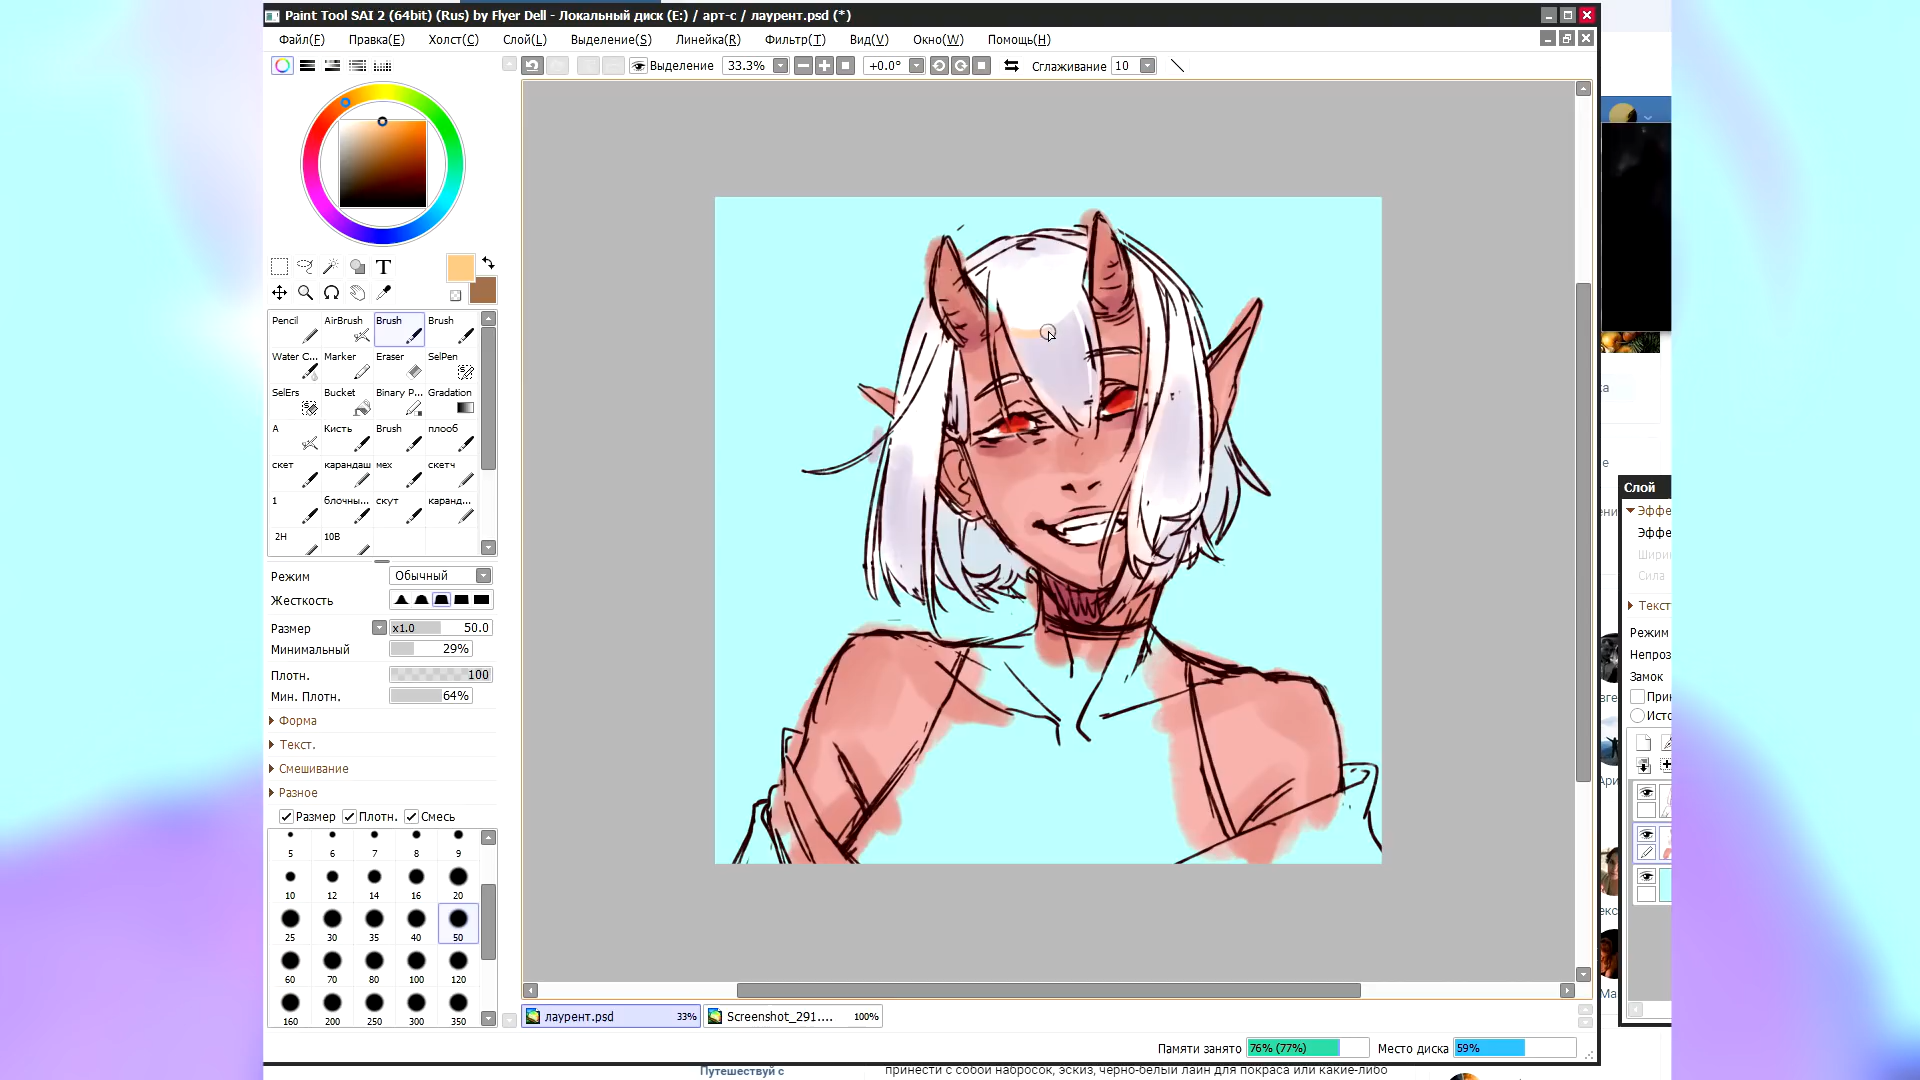 Paint Tool SAI 2 (64bit) (Rus) by Flyer Dell - Локальный диск (E:) / арт-с / лаурент.psd (*)
Файл(F) Правка(E) Холст(C) Слой(L) Выделение(S) Линейка(R) Фильтр(T) Вид(V) Окно(W) Помощь(H)
Выделение 33.3% +0.0° Сглаживание 10
T
Pencil AirBrush Brush Brush
Water C... Marker Eraser SelPen
SelErs Bucket Binary P... Gradation
A Кисть Brush плооб
скет карандаш мех скетч
1 блочны... скут каранд...
2H 10B
Режим Обычный
Жесткость
Размер x1.0 50.0
Минимальный 29%
Плотн. 100
Мин. Плотн. 64%
Форма
Текст.
Смешивание
Разное
Размер Плотн. Смесь
5 6 7 8 9
10 12 14 16 20
25 30 35 40 50
60 70 80 100 120
160 200 250 300 350
лаурент.psd 33% Screenshot_291.... 100%
Памяти занято 76% (77%) Место диска 59%
Слой
Эффе
Эффе
Шири
Сила
Текст
Режим
Непроз
Замок
При
Исто
Путешествуй с
принести с собой набросок, эскиз, черно-белый лайн для покраса или какие-либо